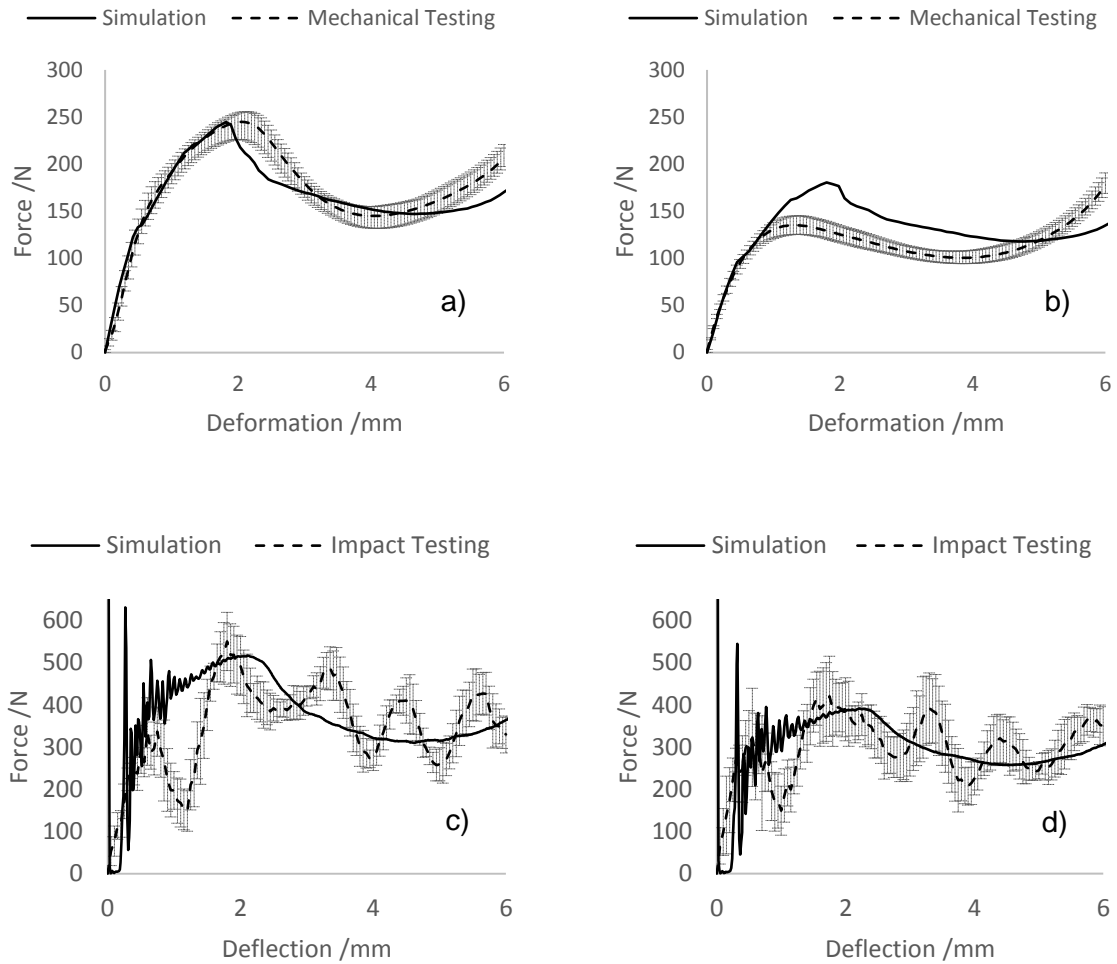 Simulation Mechanical Testing
300
250
200
150
100
50
0
0 2 4 6
Force /N
Deformation /mm
a)
Simulation Mechanical Testing
300
250
200
150
100
50
0
0 2 4 6
Force /N
Deformation /mm
b)
Simulation Impact Testing
600
500
400
300
200
100
0
0 2 4 6
Force /N
Deflection /mm
c)
Simulation Impact Testing
600
500
400
300
200
100
0
0 2 4 6
Force /N
Deflection /mm
d)